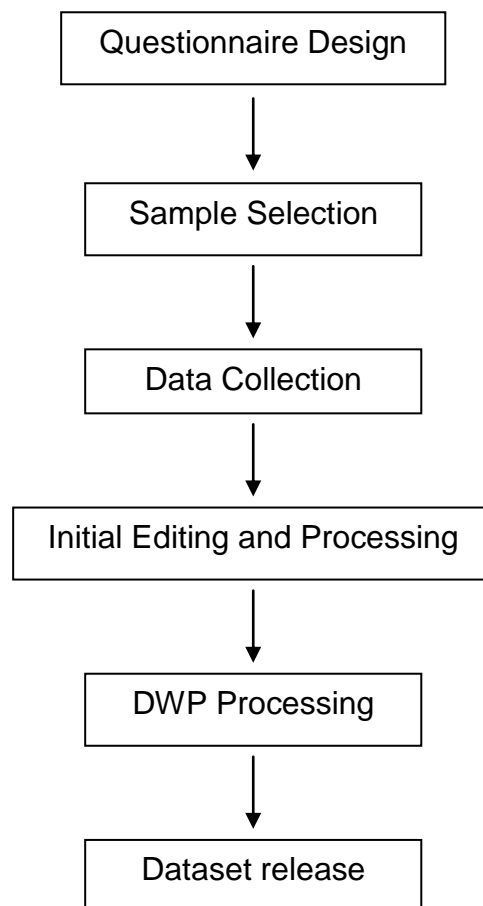 Questionnaire Design
Sample Selection
Data Collection
Initial Editing and Processing
DWP Processing
Dataset release